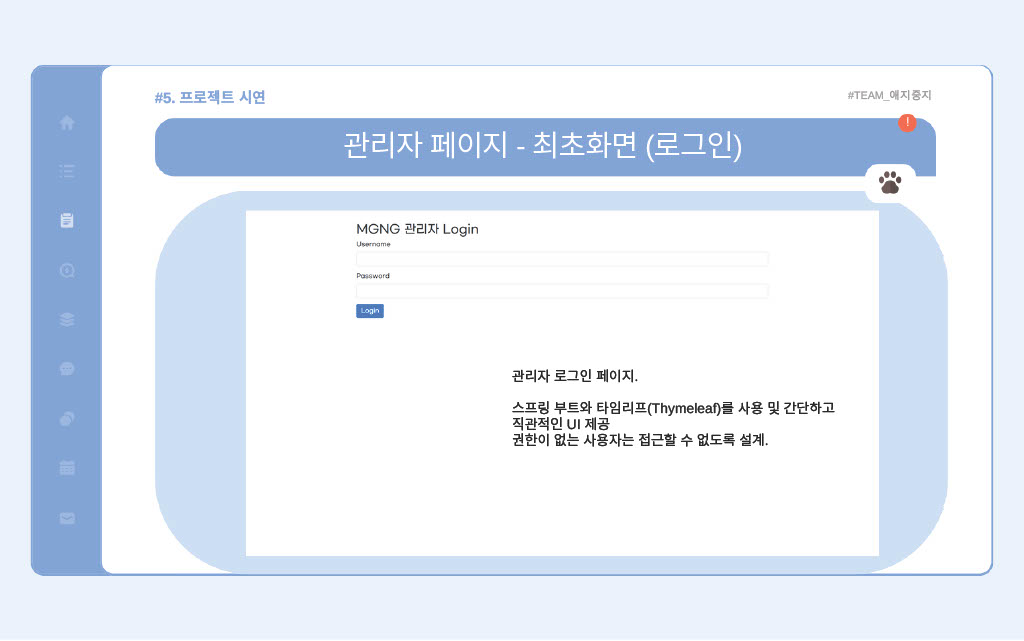 #5. 프로젝트 시연
#TEAM_애지중지
!
관리자 페이지 - 최초화면 (로그인)
MGNG 관리자 Login
Username
Password
Login
관리자 로그인 페이지.
스프링 부트와 타임리프(Thymeleaf)를 사용 및 간단하고
직관적인 UI 제공
권한이 없는 사용자는 접근할 수 없도록 설계.